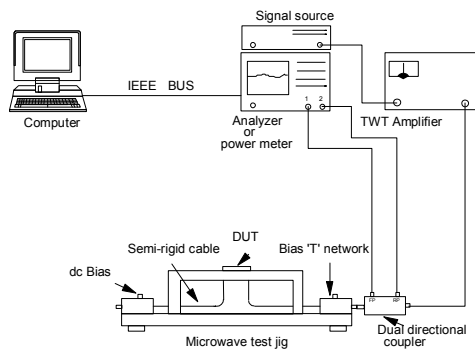 Signal source
IEEE BUS
Computer
Analyzer
or
power meter
1 2
TWT Amplifier
DUT
Semi-rigid cable
Bias 'T' network
dc Bias
FP
RP
Dual directional
coupler
Microwave test jig